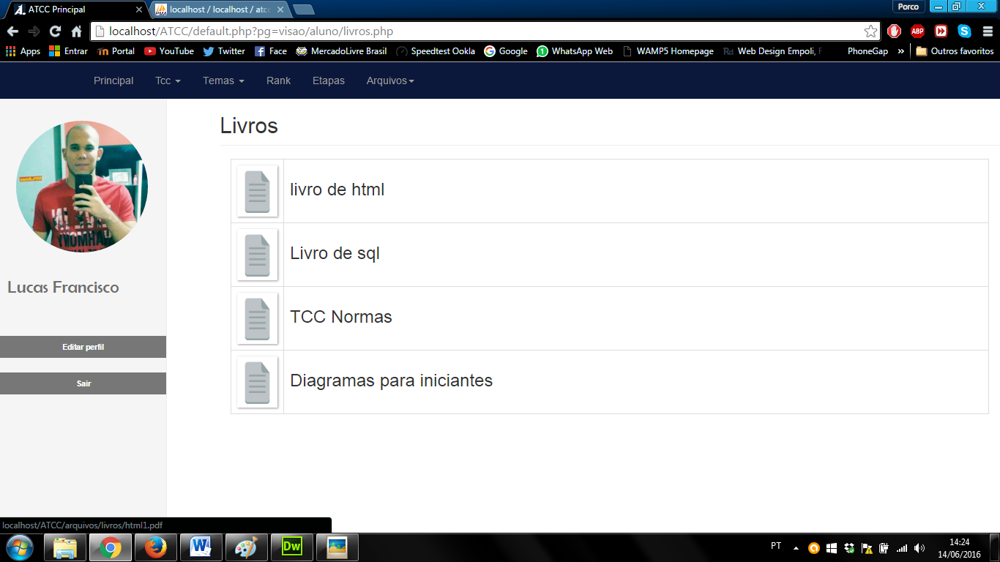 ATCC Principal
localhost / localhost / atcc
Porco
localhost/ATCC/default.php?pg=visao/aluno/livros.php
ABP
Apps Entrar Portal YouTube Twitter Face MercadoLivre Brasil Speedtest Ookla Google WhatsApp Web WAMP5 Homepage Web Design Empoli, F PhoneGap » Outros favoritos
Principal Tcc Temas Rank Etapas Arquivos
Livros
livro de html
Livro de sql
TCC Normas
Diagramas para iniciantes
Lucas Francisco
Editar perfil
Sair
localhost/ATCC/arquivos/livros/html1.pdf
Dw
PT
14:24
14/06/2016